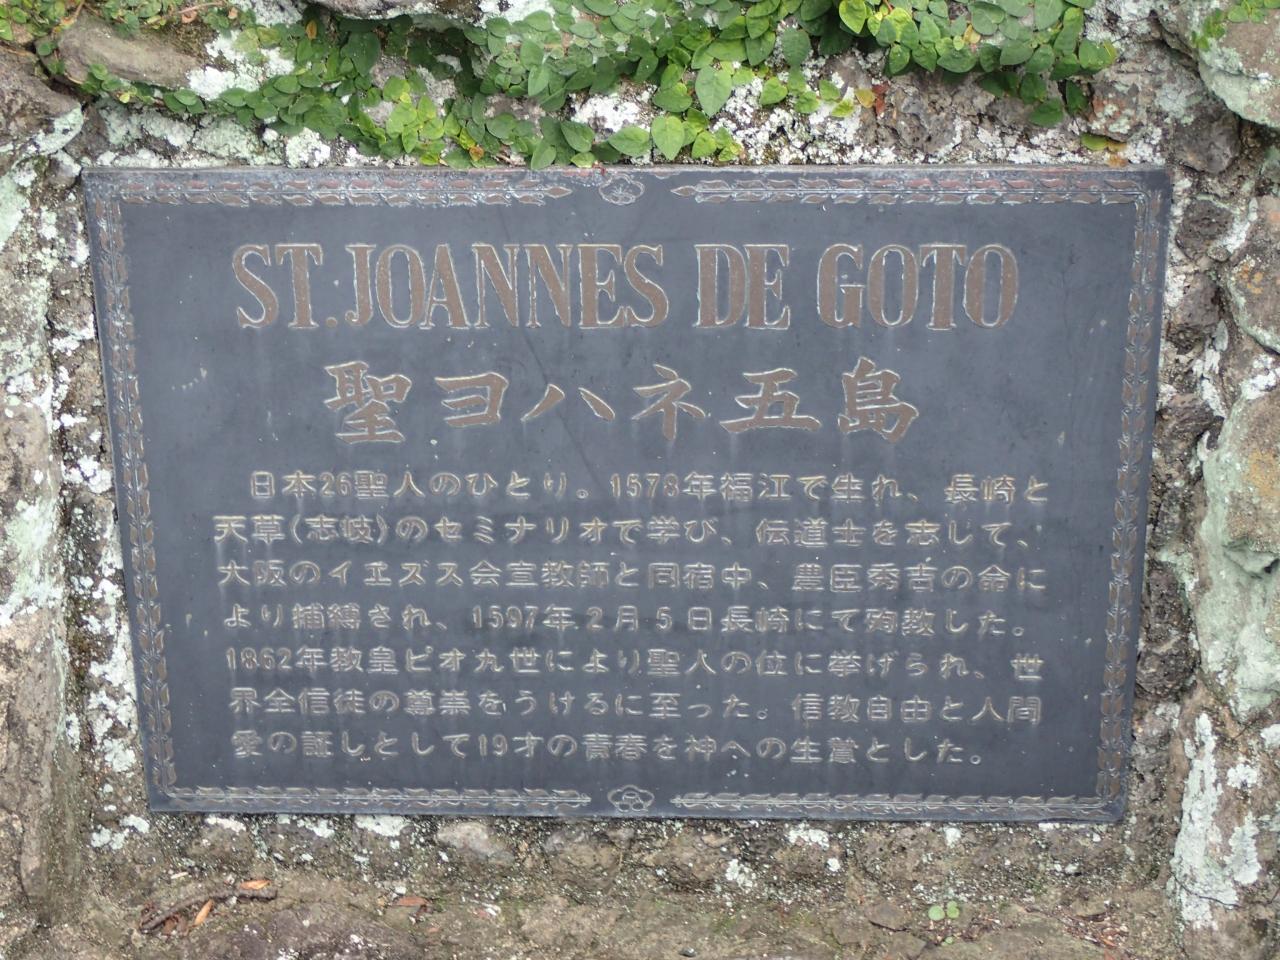 ST. JOANNES DE GOTO
聖ヨハネ五島
日本26聖人のひとり。1578年福江で生れ、長崎と
天草(志岐)のセミナリオで学び、伝道士を志して、
大阪のイエズス会宣教師と同宿中、豊臣秀吉の命に
より捕縛され、1597年2月5日長崎にて殉教した。
1862年教皇ピオ九世により聖人の位に挙げられ、世
界全信徒の尊崇をうけるに至った。信教自由と人間
愛の証しとして19才の青春を神への生贄とした。